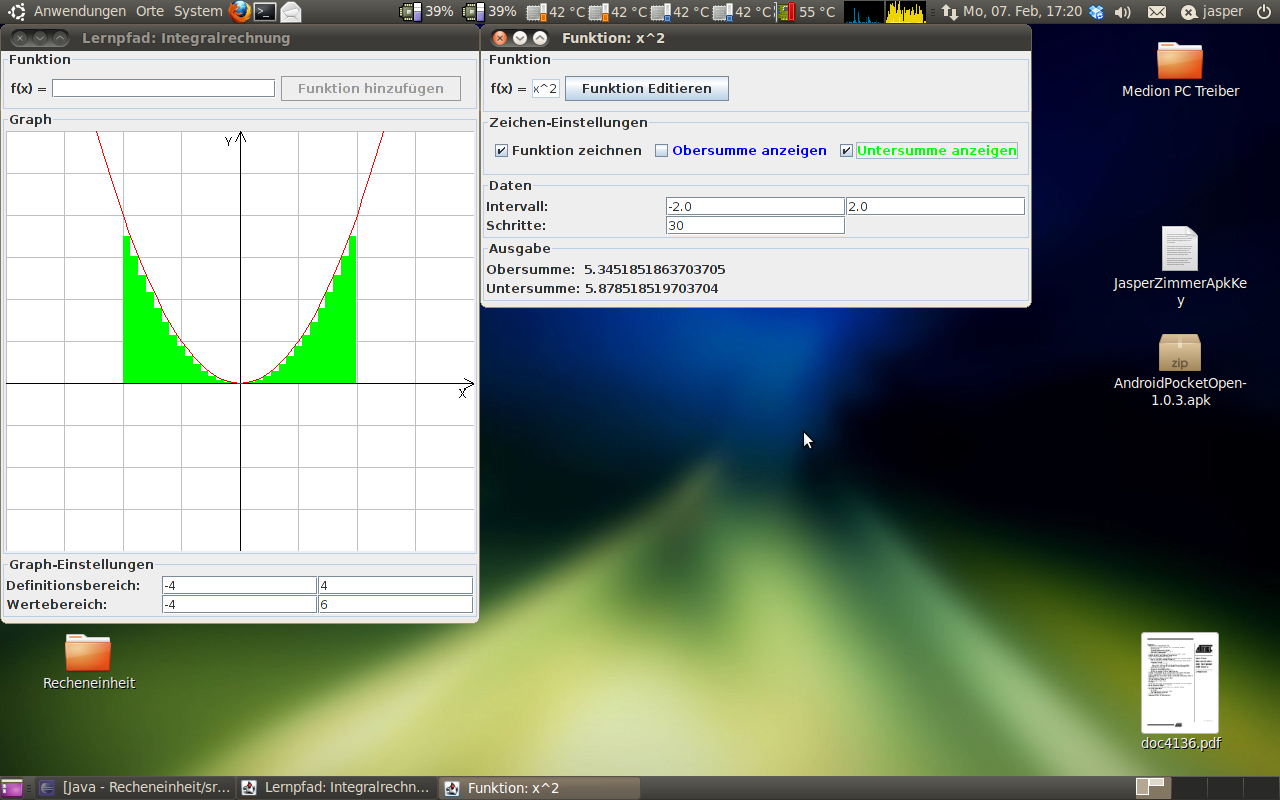 Anwendungen Orte System 39% 39% 42 °C 42 °C 42 °C 42 °C 55 °C Mo, 07. Feb, 17:20 jasper
Lernpfad: Integralrechnung
Funktion
f(x) = Funktion hinzufügen
Graph
Y
X
Graph-Einstellungen
Definitionsbereich: -4 4
Wertebereich: -4 6
Funktion: x^2
Funktion
f(x) = x^2 Funktion Editieren
Zeichen-Einstellungen
Funktion zeichnen Obersumme anzeigen Untersumme anzeigen
Daten
Intervall: -2.0 2.0
Schritte: 30
Ausgabe
Obersumme: 5.3451851863703705
Untersumme: 5.878518519703704
Medion PC Treiber
JasperZimmerApkKe
y
zip
AndroidPocketOpen-
1.0.3.apk
Recheneinheit
doc4136.pdf
[Java - Recheneinheit/sr... Lernpfad: Integralrechn... Funktion: x^2